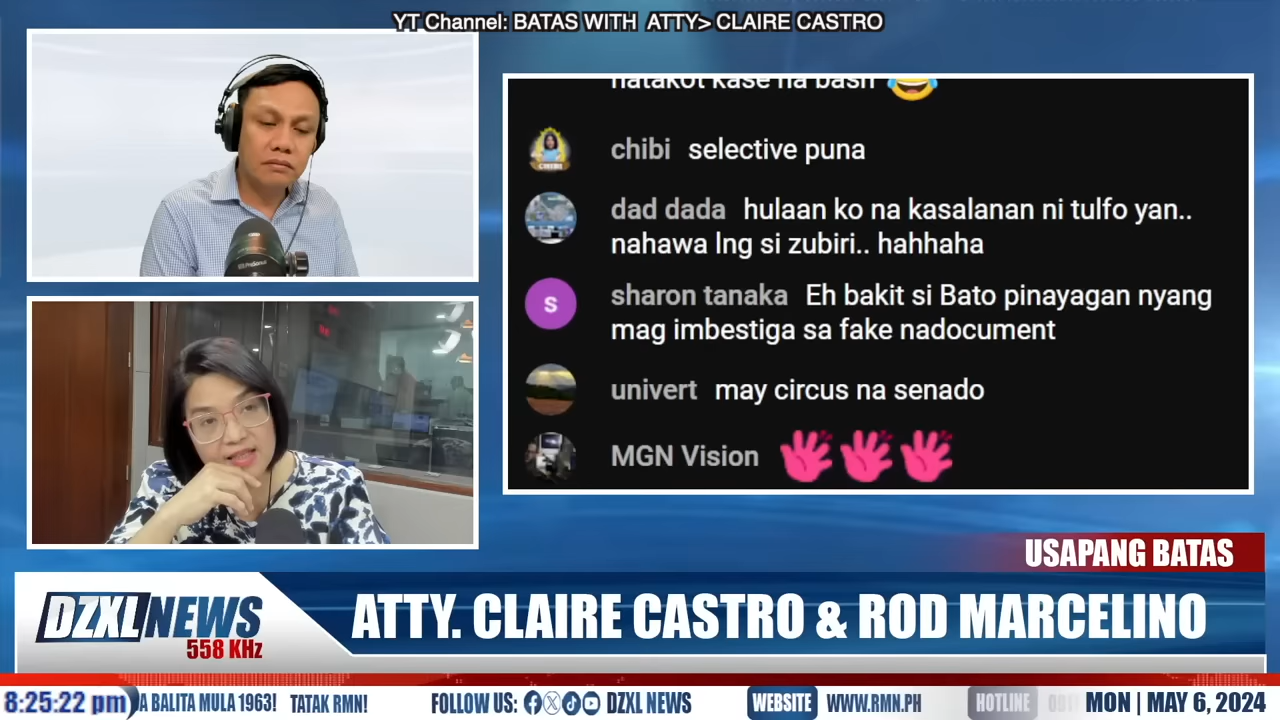 YT Channel: BATAS WITH ATTY> CLAIRE CASTRO
natakot kase na bash
chibi selective puna
dad dada hulaan ko na kasalanan ni tulfo yan..
nahawa lng si zubiri.. hahhaha
S
sharon tanaka Eh bakit si Bato pinayagan nyang
mag imbestiga sa fake nadocument
univert may circus na senado
MGN Vision
USAPANG BATAS
DZXL NEWS
558 KHz
ATTY. CLAIRE CASTRO & ROD MARCELINO
8:25:22 pm
A BALITA MULA 1963! TATAK RMN! FOLLOW US: DZXL NEWS WEBSITE WWW.RMN.PH HOTLINE MON | MAY 6, 2024